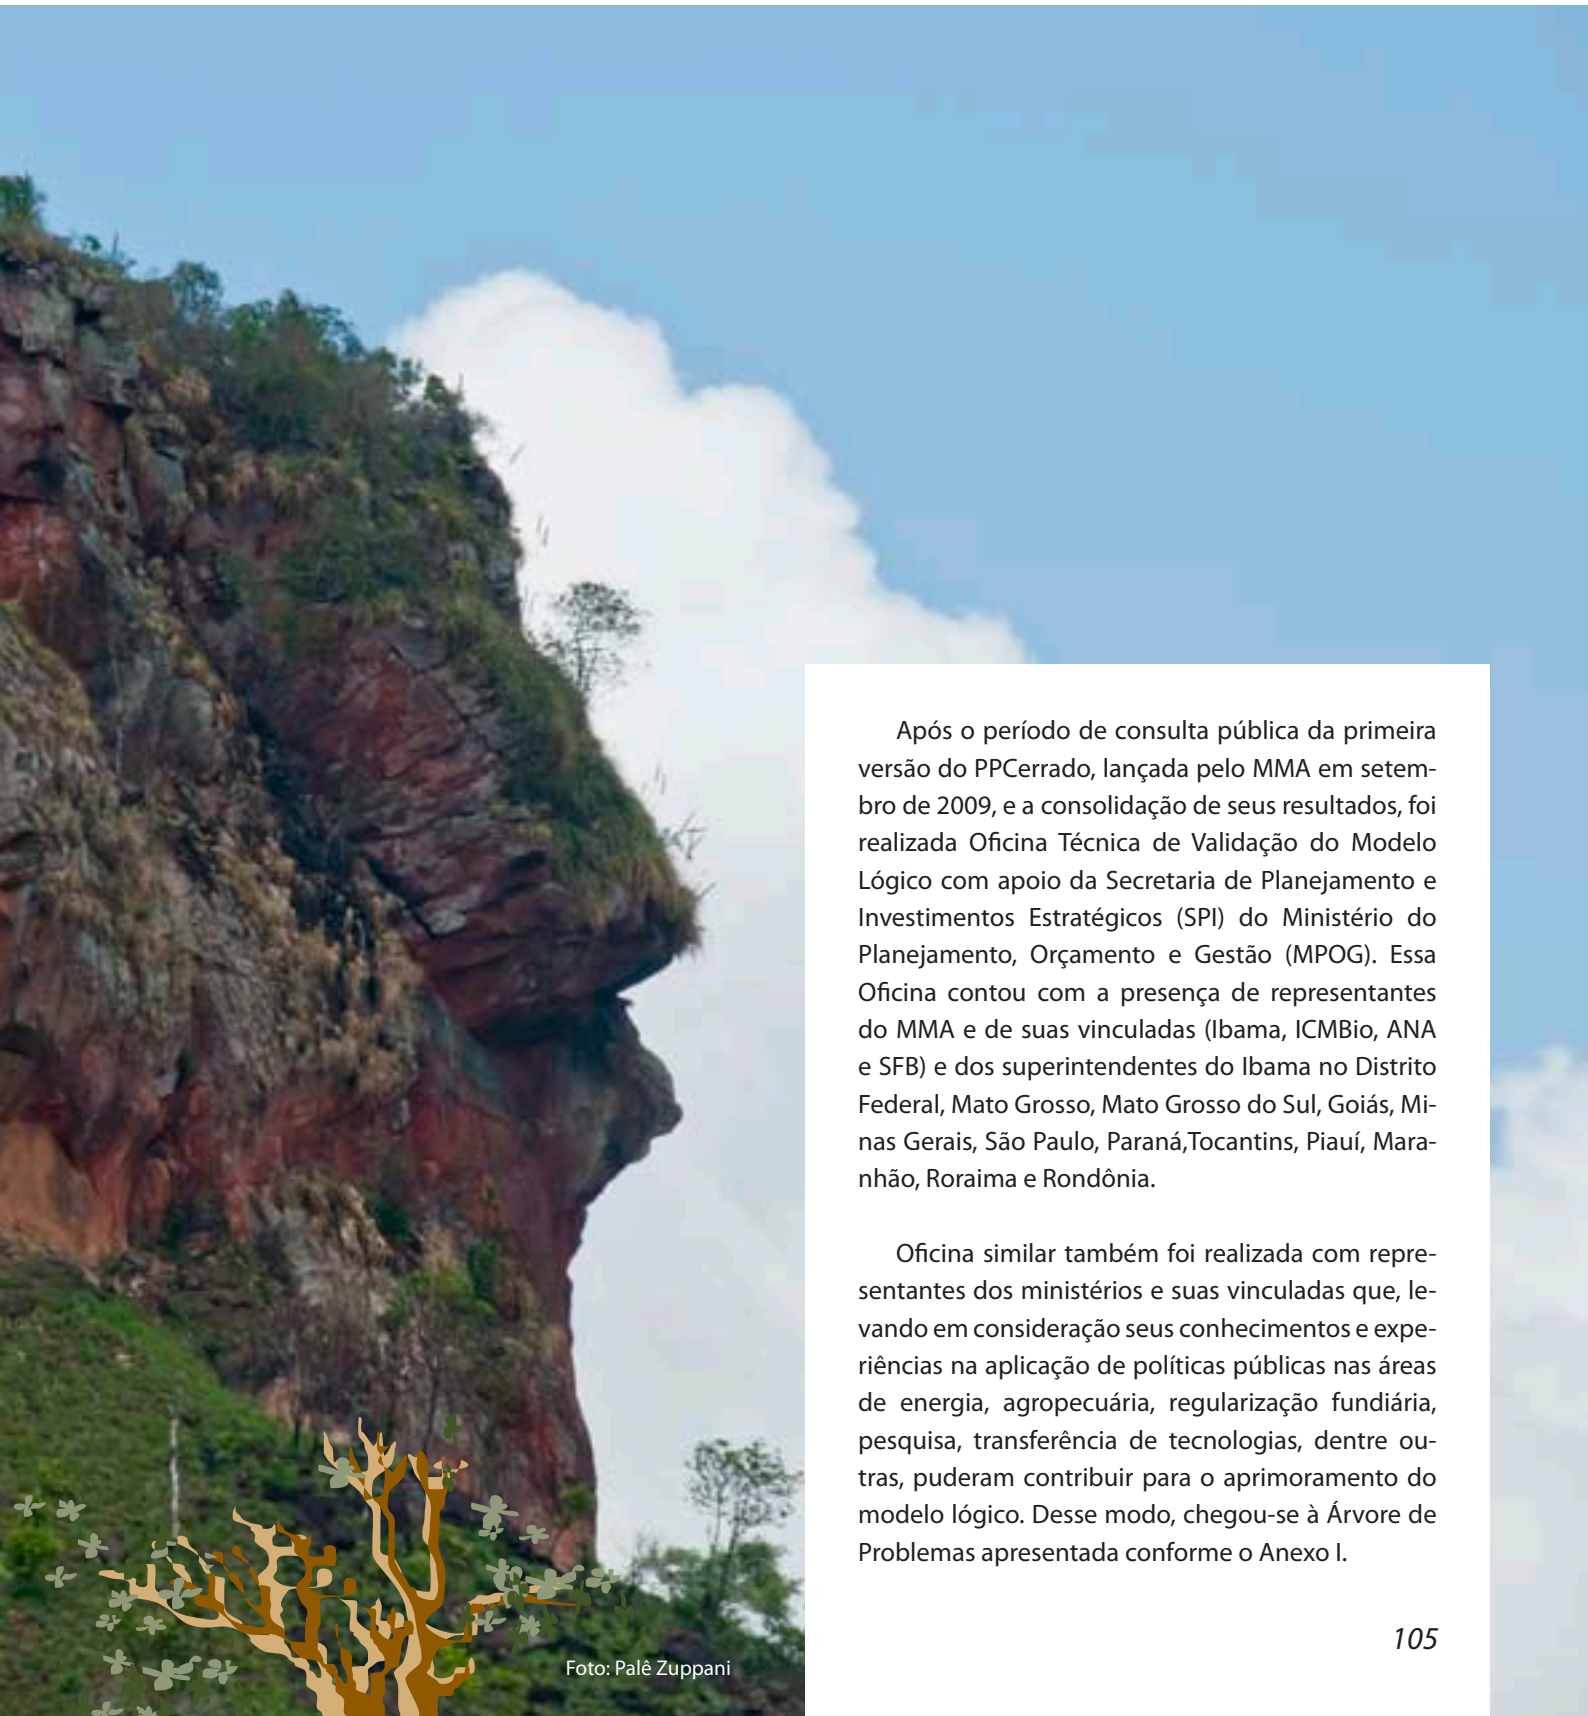 Após o período de consulta pública da primeira
versão do PPCerrado, lançada pelo MMA em setem-
bro de 2009, e a consolidação de seus resultados, foi
realizada Oficina Técnica de Validação do Modelo
Lógico com apoio da Secretaria de Planejamento e
Investimentos Estratégicos (SPI) do Ministério do
Planejamento, Orçamento e Gestão (MPOG). Essa
Oficina contou com a presença de representantes
do MMA e de suas vinculadas (Ibama, ICMBio, ANA
e SFB) e dos superintendentes do Ibama no Distrito
Federal, Mato Grosso, Mato Grosso do Sul, Goiás, Mi-
nas Gerais, São Paulo, Paraná,Tocantins, Piauí, Mara-
nhão, Roraima e Rondônia.
Oficina similar também foi realizada com repre-
sentantes dos ministérios e suas vinculadas que, le-
vando em consideração seus conhecimentos e expe-
riências na aplicação de políticas públicas nas áreas
de energia, agropecuária, regularização fundiária,
pesquisa, transferência de tecnologias, dentre ou-
tras, puderam contribuir para o aprimoramento do
modelo lógico. Desse modo, chegou-se à Árvore de
Problemas apresentada conforme o Anexo I.
105
Foto: Palê Zuppani